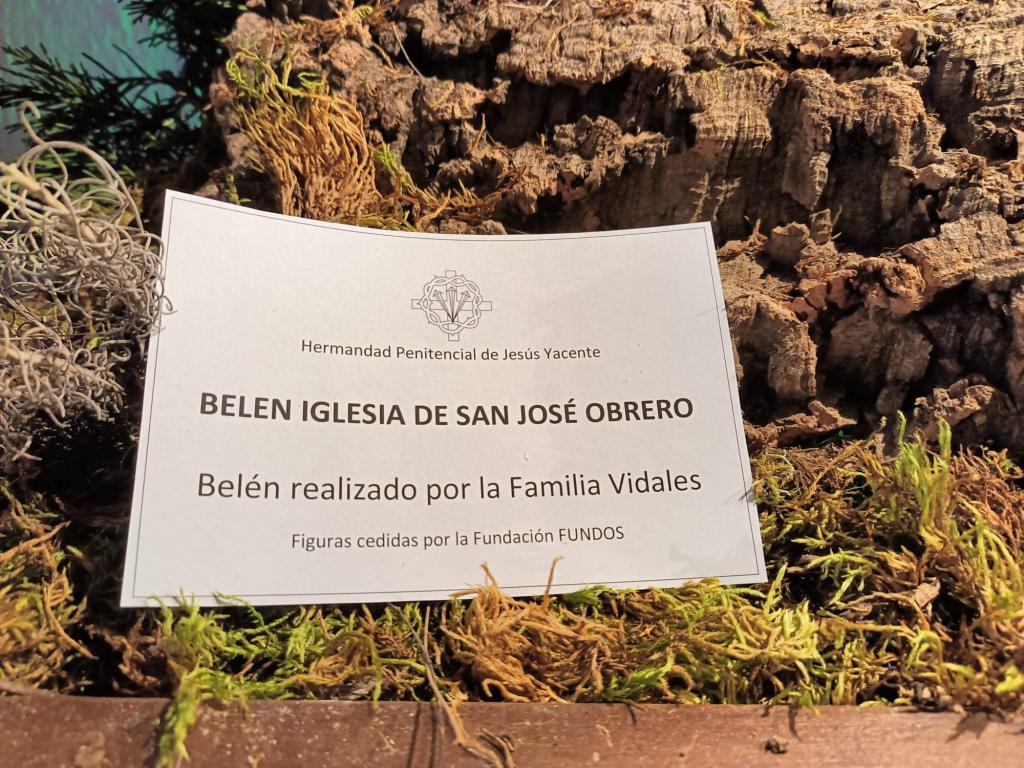 Hermandad Penitencial de Jesús Yacente
BELEN IGLESIA DE SAN JOSÉ OBRERO
Belén realizado por la Familia Vidales
Figuras cedidas por la Fundación FUNDOS